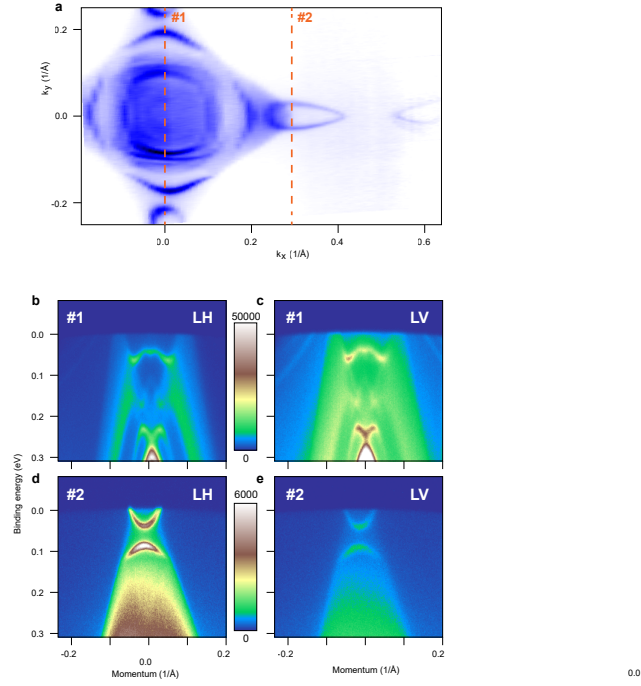 a
#1
#2
0.2
0.0
-0.2
ky (1/Å)
0.0
0.2
0.4
0.6
kx (1/Å)
b
#1
LH
50000
0
c
#1
LV
0.0
0.1
0.2
0.3
d
#2
LH
6000
0
e
#2
LV
0.0
0.1
0.2
0.3
Binding energy (eV)
-0.2
0.0
0.2
Momentum (1/Å)
-0.2
0.2
Momentum (1/Å)
0.0